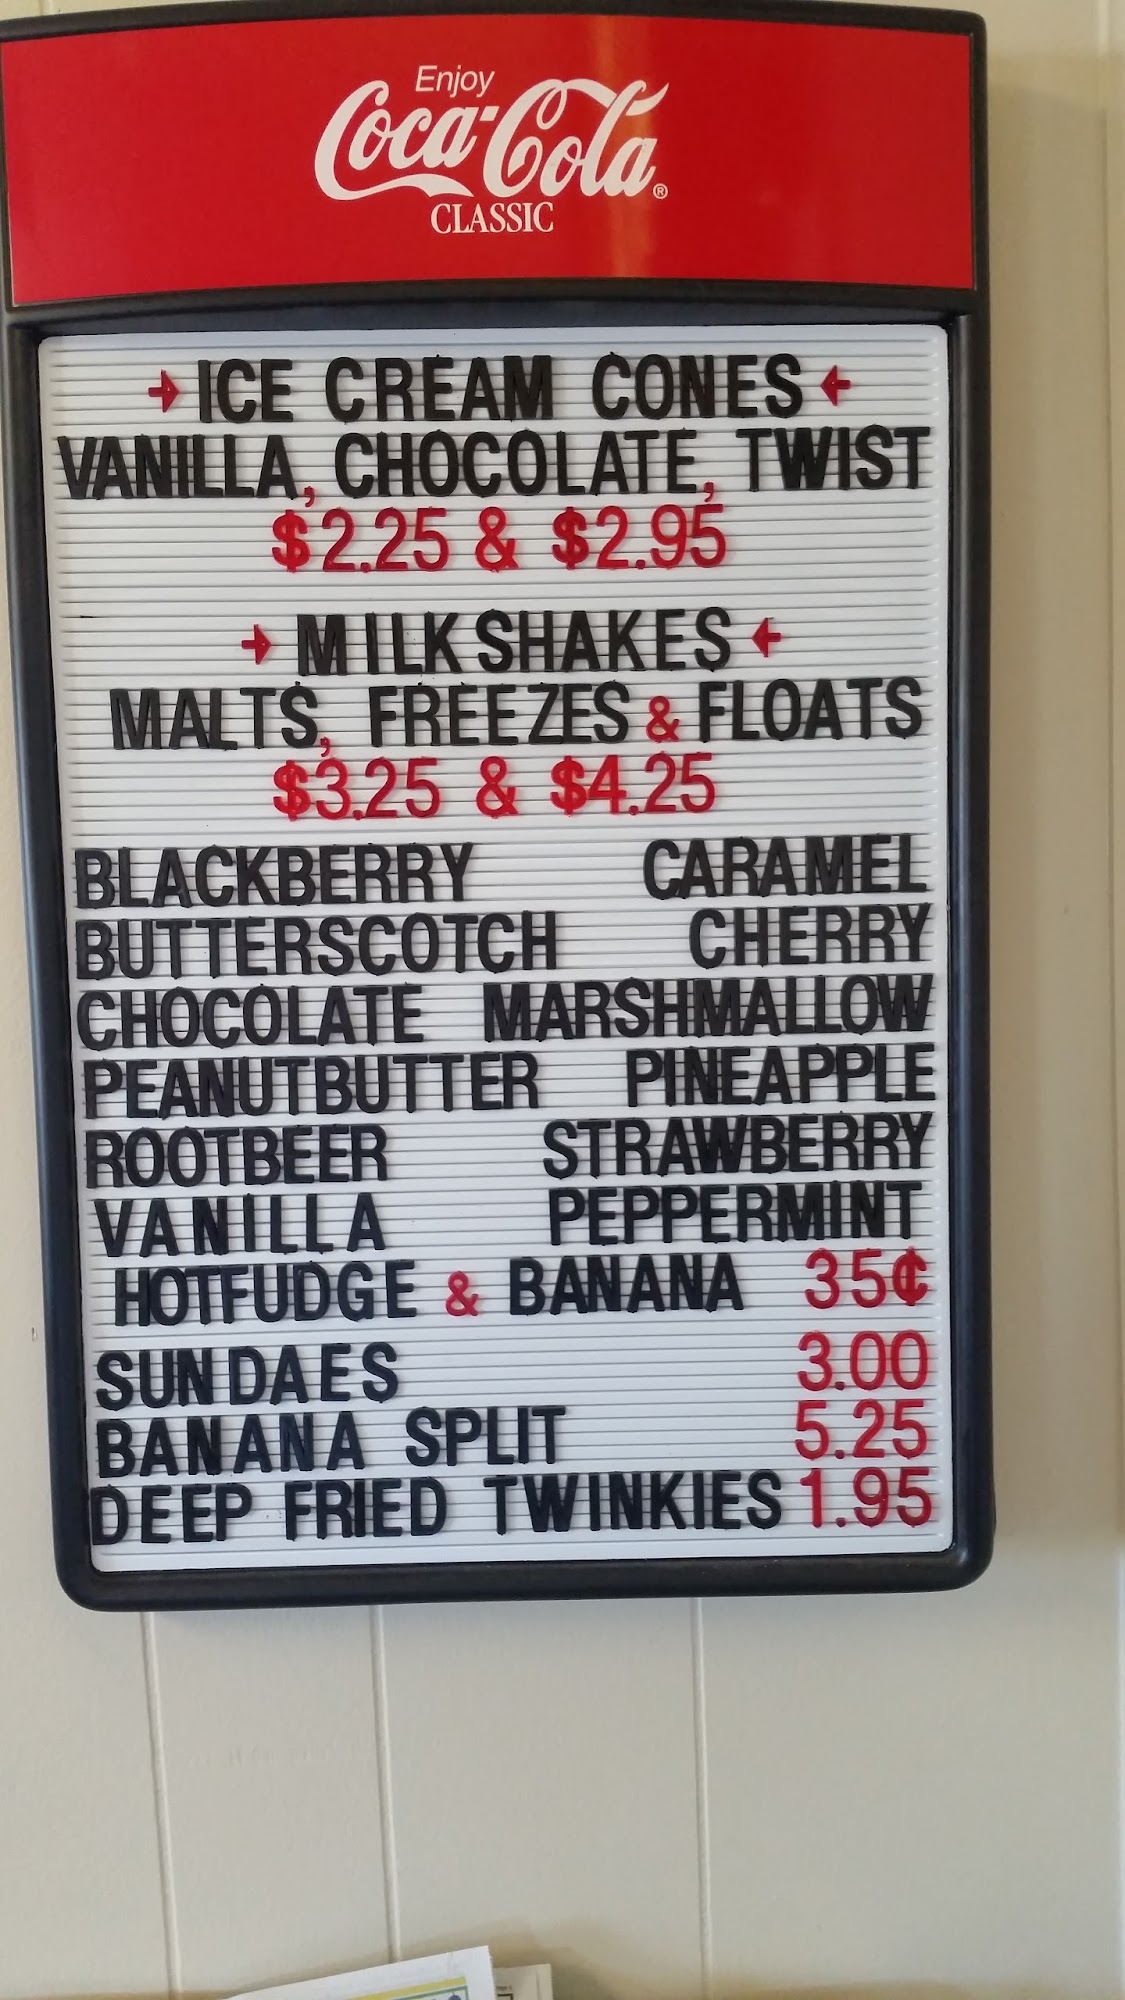 Enjoy
Coca-Cola®
CLASSIC
→ICE CREAM CONES←
VANILLA, CHOCOLATE, TWIST
$2.25 & $2.95
→MILKSHAKES←
MALTS, FREEZES & FLOATS
$3.25 & $4.25
BLACKBERRY CARAMEL
BUTTERSCOTCH CHERRY
CHOCOLATE MARSHMALLOW
PEANUTBUTTER PINEAPPLE
ROOTBEER STRAWBERRY
VANILLA PEPPERMINT
HOTFUDGE & BANANA 35¢
SUNDAES 3.00
BANANA SPLIT 5.25
DEEP FRIED TWINKIES 1.95